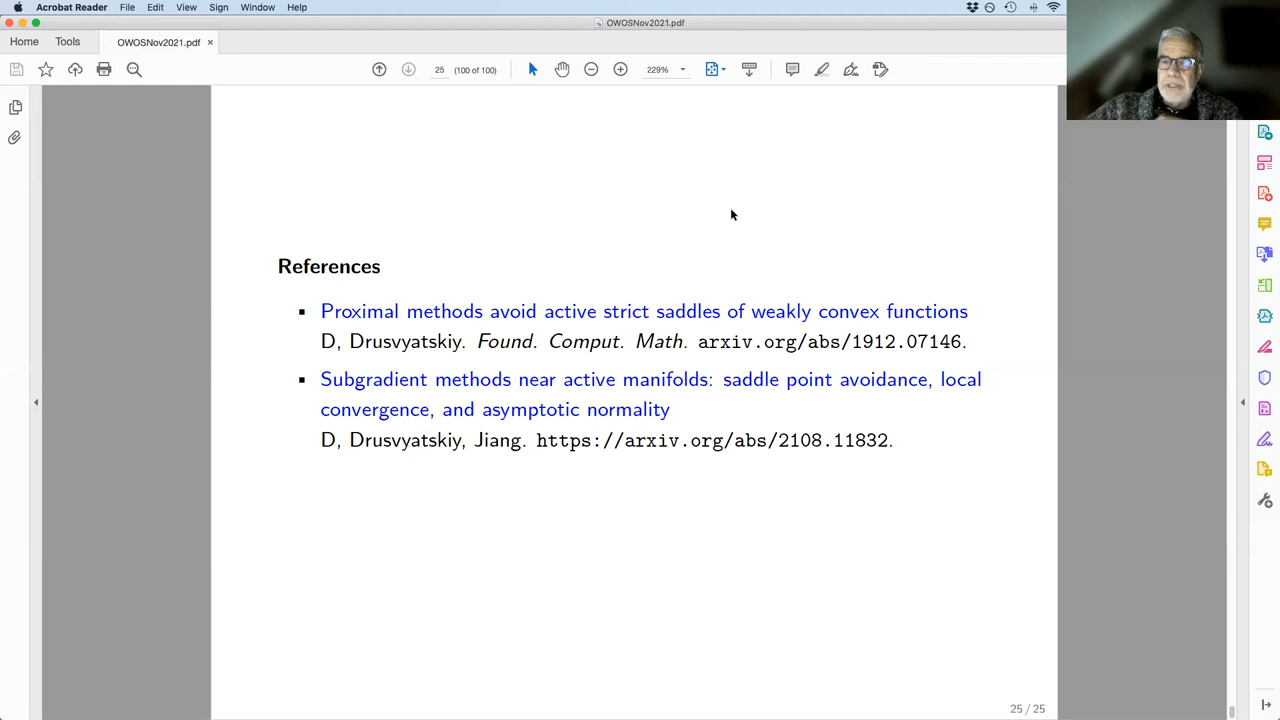 Acrobat Reader File Edit View Sign Window Help
OWOSNov2021.pdf
Home Tools OWOSNov2021.pdf ×
25 (100 of 100) 229%
References
▪ Proximal methods avoid active strict saddles of weakly convex functions
D, Drusvyatskiy. Found. Comput. Math. arxiv.org/abs/1912.07146.
▪ Subgradient methods near active manifolds: saddle point avoidance, local
convergence, and asymptotic normality
D, Drusvyatskiy, Jiang. https://arxiv.org/abs/2108.11832.
25 / 25